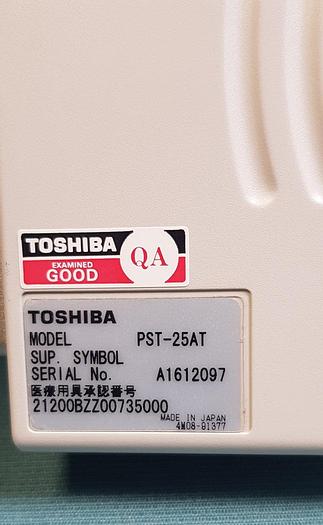 TOSHIBA
EXAMINED
GOOD
QA
TOSHIBA
MODEL PST-25AT
SUP. SYMBOL
SERIAL No. A1612097
医療用具承認番号
21200BZZ00735000
MADE IN JAPAN
4M08-91377